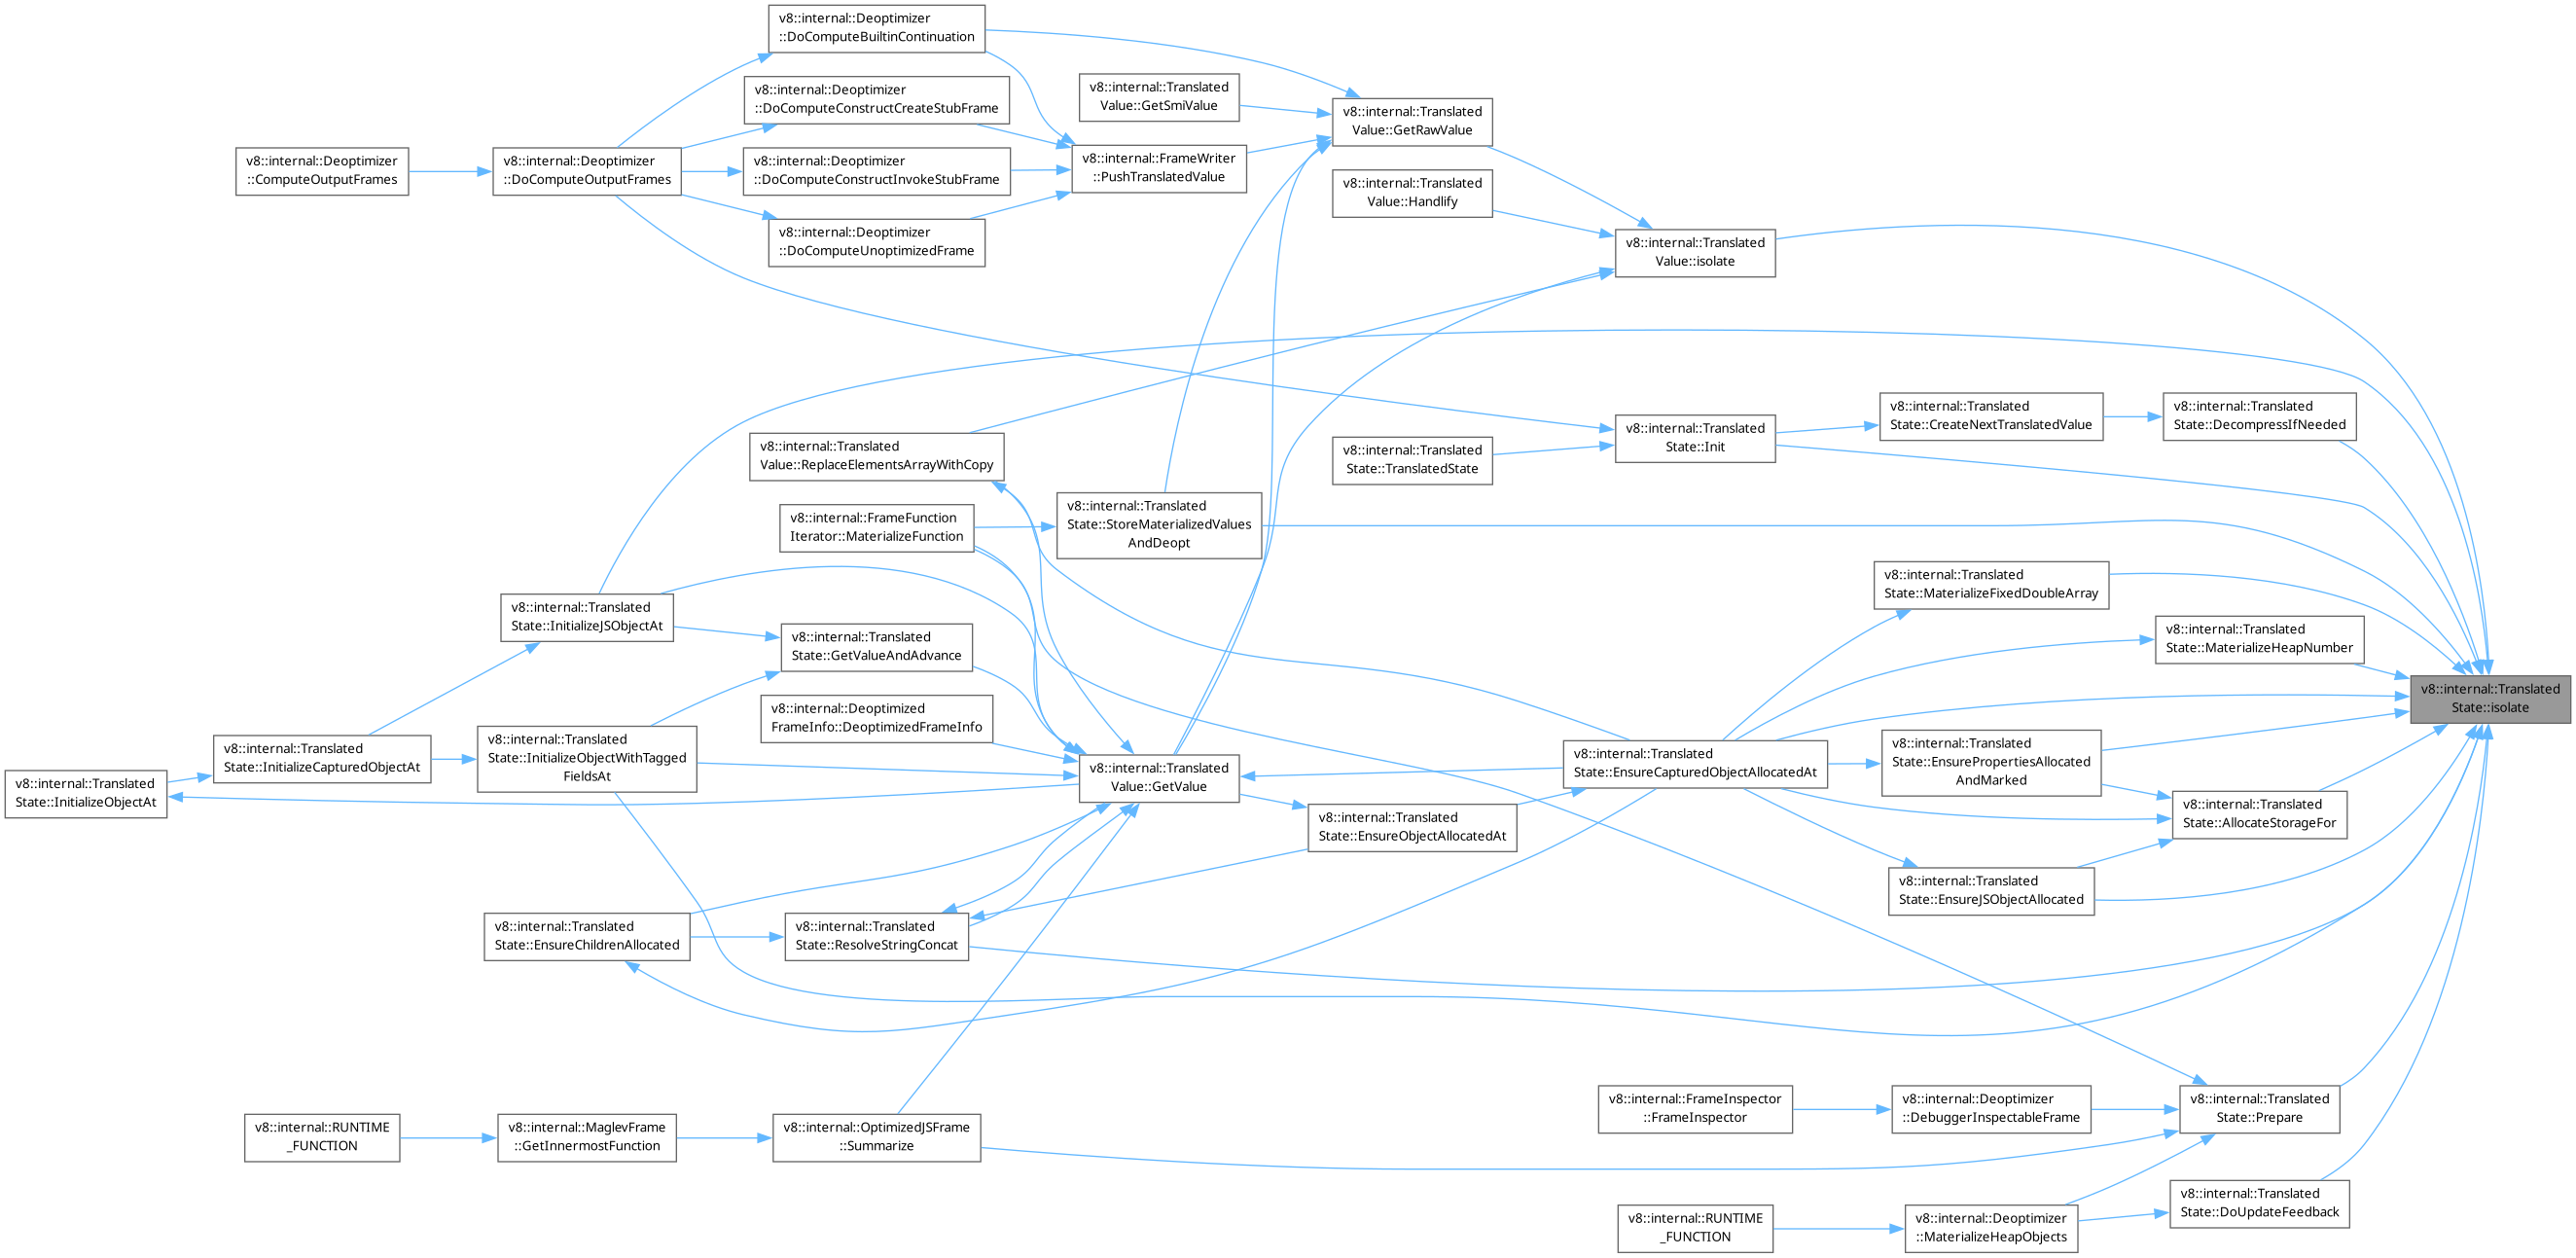 v8::internal::Deoptimizer
::DoComputeBuiltinContinuation
v8::internal::Translated
Value::GetSmiValue
v8::internal::Deoptimizer
::DoComputeConstructCreateStubFrame
v8::internal::Translated
Value::GetRawValue
v8::internal::Deoptimizer
::ComputeOutputFrames
v8::internal::Deoptimizer
::DoComputeOutputFrames
v8::internal::Deoptimizer
::DoComputeConstructInvokeStubFrame
v8::internal::FrameWriter
::PushTranslatedValue
v8::internal::Translated
Value::Handlify
v8::internal::Deoptimizer
::DoComputeUnoptimizedFrame
v8::internal::Translated
Value::isolate
v8::internal::Translated
State::CreateNextTranslatedValue
v8::internal::Translated
State::DecompressIfNeeded
v8::internal::Translated
State::Init
v8::internal::Translated
Value::ReplaceElementsArrayWithCopy
v8::internal::Translated
State::TranslatedState
v8::internal::Translated
State::StoreMaterializedValues
AndDeopt
v8::internal::FrameFunction
Iterator::MaterializeFunction
v8::internal::Translated
State::MaterializeFixedDoubleArray
v8::internal::Translated
State::InitializeJSObjectAt
v8::internal::Translated
State::GetValueAndAdvance
v8::internal::Translated
State::MaterializeHeapNumber
v8::internal::Translated
State::isolate
v8::internal::Deoptimized
FrameInfo::DeoptimizedFrameInfo
v8::internal::Translated
State::InitializeObjectAt
v8::internal::Translated
State::InitializeCapturedObjectAt
v8::internal::Translated
State::InitializeObjectWithTagged
FieldsAt
v8::internal::Translated
Value::GetValue
v8::internal::Translated
State::EnsureCapturedObjectAllocatedAt
v8::internal::Translated
State::EnsurePropertiesAllocated
AndMarked
v8::internal::Translated
State::EnsureObjectAllocatedAt
v8::internal::Translated
State::AllocateStorageFor
v8::internal::Translated
State::EnsureJSObjectAllocated
v8::internal::Translated
State::EnsureChildrenAllocated
v8::internal::Translated
State::ResolveStringConcat
v8::internal::FrameInspector
::FrameInspector
v8::internal::Deoptimizer
::DebuggerInspectableFrame
v8::internal::Translated
State::Prepare
v8::internal::RUNTIME
_FUNCTION
v8::internal::MaglevFrame
::GetInnermostFunction
v8::internal::OptimizedJSFrame
::Summarize
v8::internal::Translated
State::DoUpdateFeedback
v8::internal::RUNTIME
_FUNCTION
v8::internal::Deoptimizer
::MaterializeHeapObjects